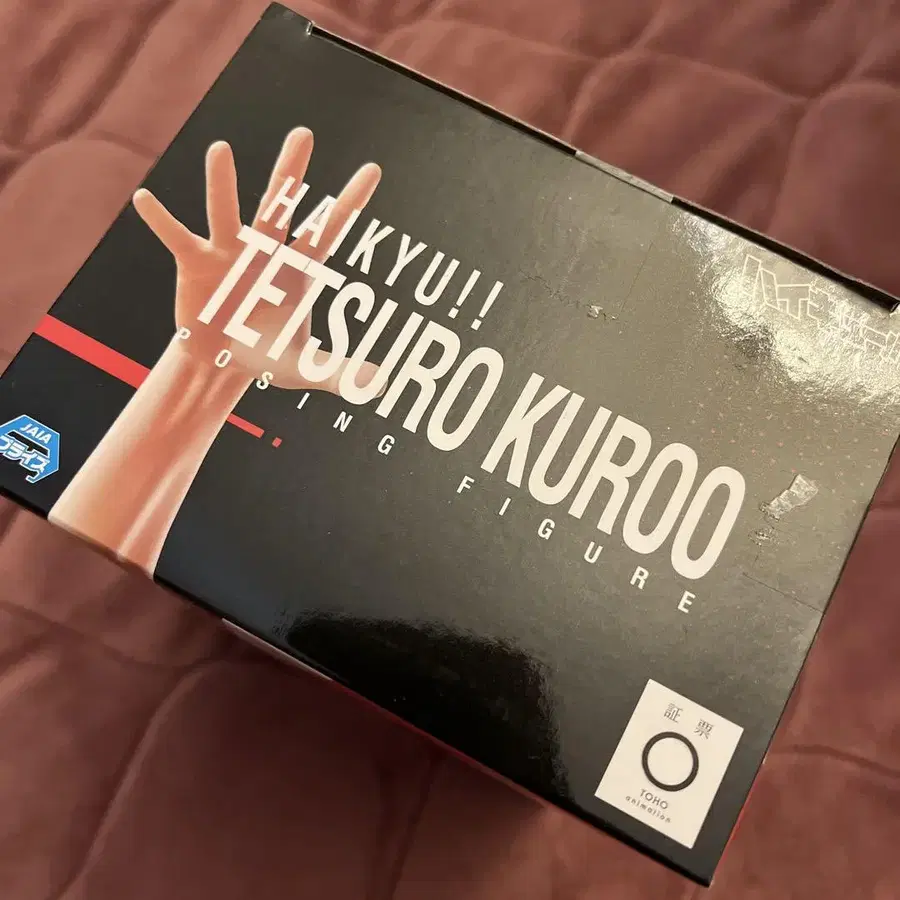 HAIKYU!!
TETSURO KUROO
POSING FIGURE
JAIA
プライズ
証票
TOHO
animation